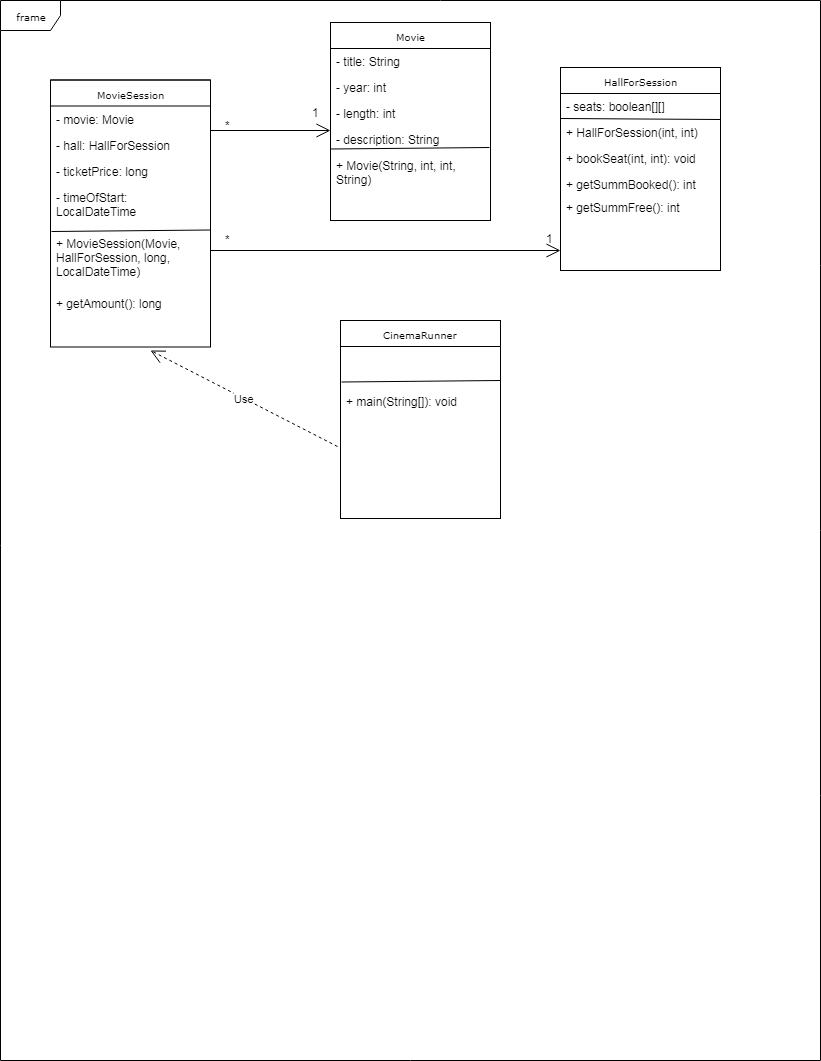 frame
Movie
- title: String
- year: int
- length: int
- description: String
+ Movie(String, int, int,
String)
HallForSession
- seats: boolean[][]
+ HallForSession(int, int)
+ bookSeat(int, int): void
+ getSummBooked(): int
+ getSummFree(): int
MovieSession
- movie: Movie
- hall: HallForSession
- ticketPrice: long
- timeOfStart:
LocalDateTime
+ MovieSession(Movie,
HallForSession, long,
LocalDateTime)
+ getAmount(): long
*
1
*
1
CinemaRunner
+ main(String[]): void
Use